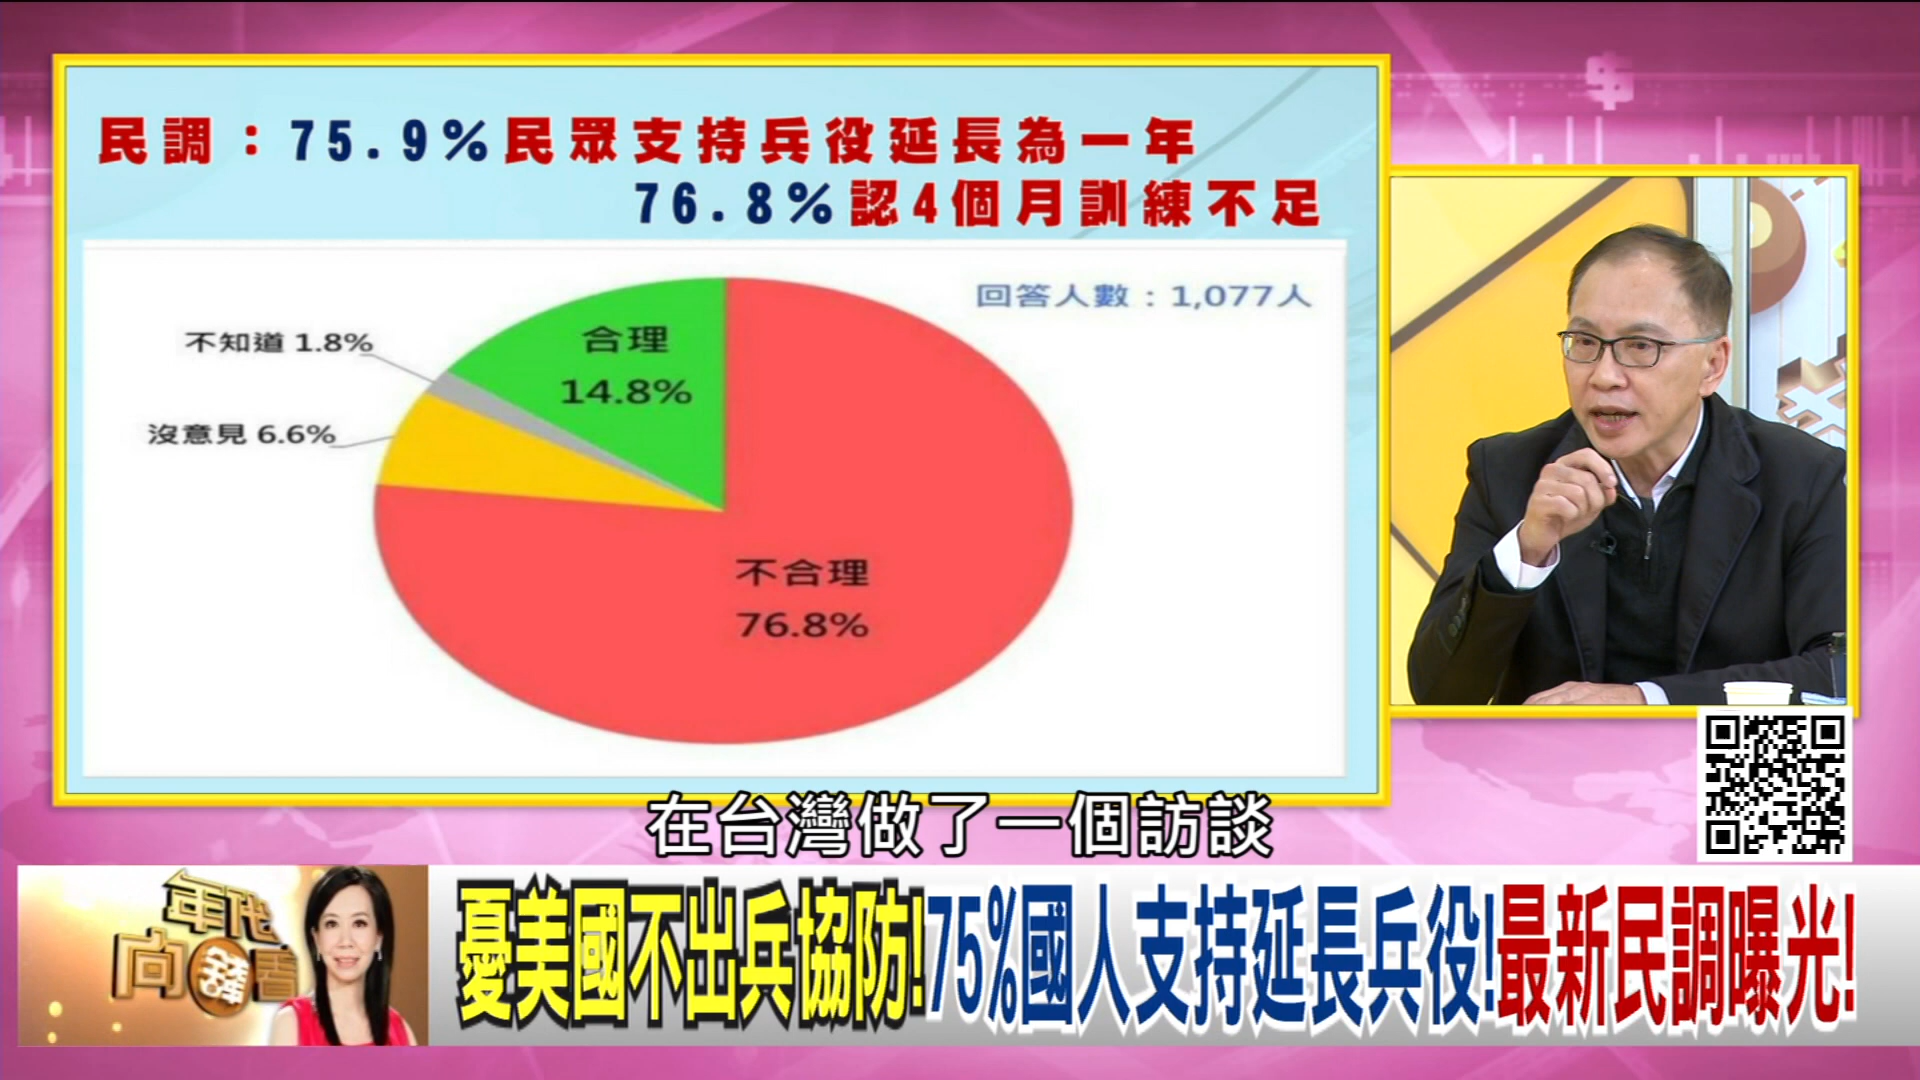 民調：75.9%民眾支持兵役延長為一年
76.8%認4個月訓練不足
回答人數：1,077人
合理
14.8%
不知道 1.8%
沒意見 6.6%
不合理
76.8%
在台灣做了一個訪談
年代
向錢看
憂美國不出兵協防!75%國人支持延長兵役!最新民調曝光!